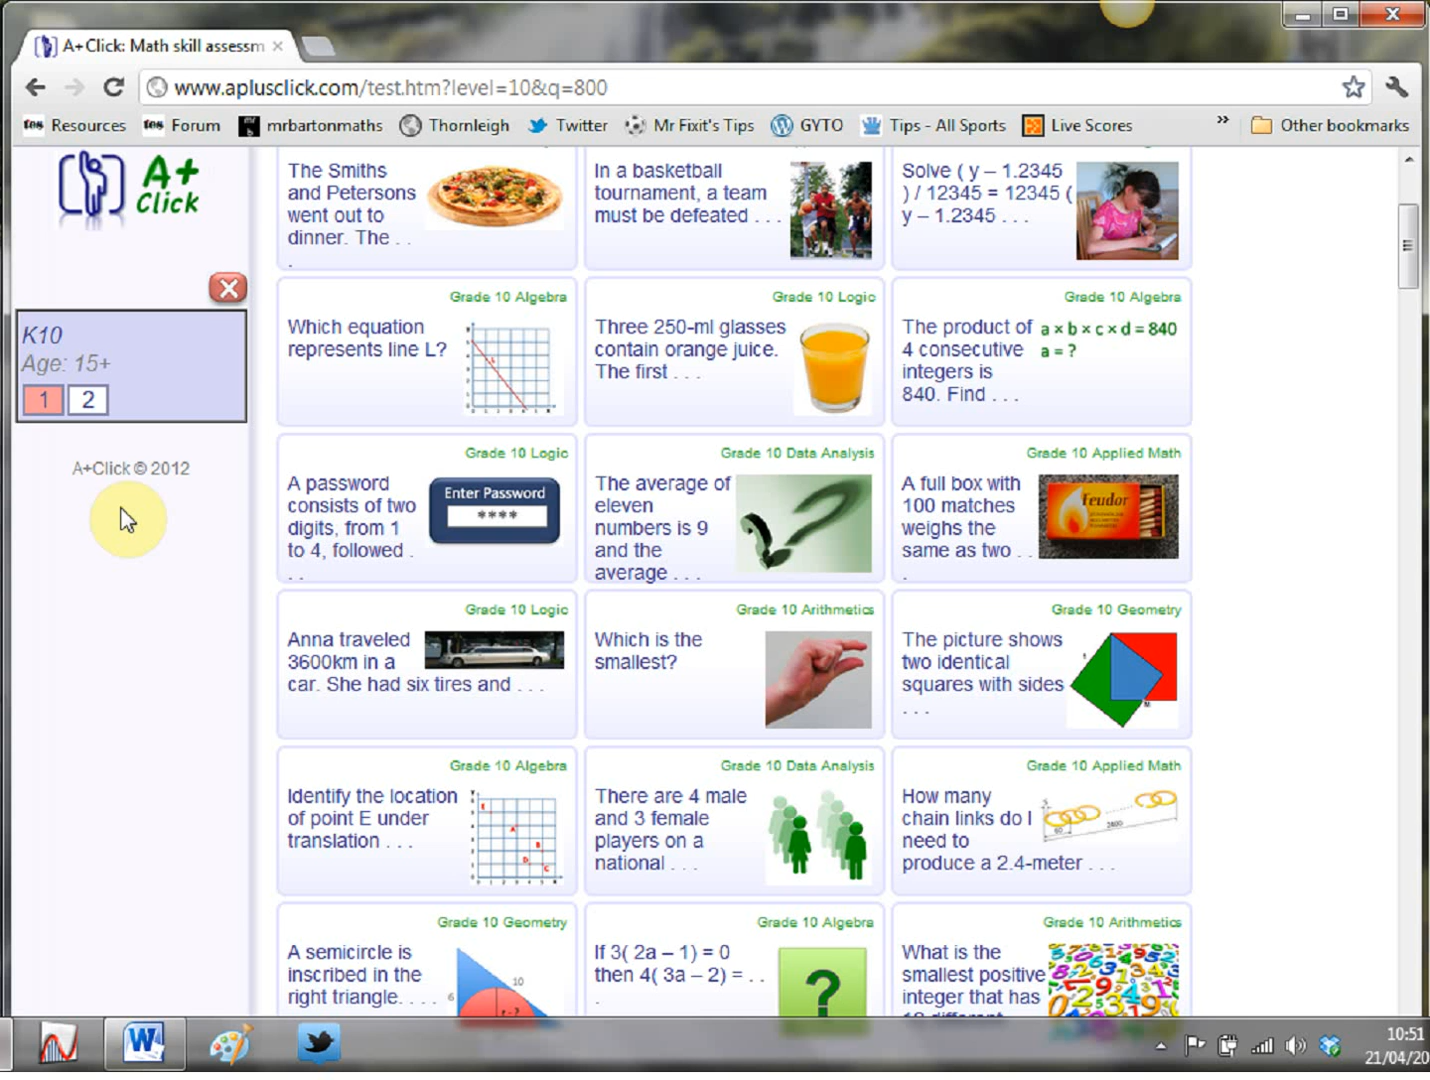 A+Click: Math skill assessm
www.aplusclick.com/test.htm?level=10&q=800
tes Resources
tes Forum
mrbartonmaths
Thornleigh
Twitter
Mr Fixit's Tips
GYTO
Tips - All Sports
Live Scores
»
Other bookmarks
A+
Click
K10
Age: 15+
1 2
A+Click © 2012
The Smiths
and Petersons
went out to
dinner. The . .
.
In a basketball
tournament, a team
must be defeated . . .
Solve ( y – 1.2345
) / 12345 = 12345 (
y – 1.2345 . . .
Grade 10 Algebra
Which equation
represents line L?
Grade 10 Logic
Three 250-ml glasses
contain orange juice.
The first . . .
Grade 10 Algebra
The product of
4 consecutive
integers is
840. Find . . .
a × b × c × d = 840
a = ?
Grade 10 Logic
A password
consists of two
digits, from 1
to 4, followed .
. .
Enter Password
****
Grade 10 Data Analysis
The average of
eleven
numbers is 9
and the
average . . .
Grade 10 Applied Math
A full box with
100 matches
weighs the
same as two . .
.
Feudor
Grade 10 Logic
Anna traveled
3600km in a
car. She had six tires and . . .
Grade 10 Arithmetics
Which is the
smallest?
Grade 10 Geometry
The picture shows
two identical
squares with sides
. . .
M
Grade 10 Algebra
Identify the location
of point E under
translation . . .
E
A
B
D
C
Grade 10 Data Analysis
There are 4 male
and 3 female
players on a
national . . .
Grade 10 Applied Math
How many
chain links do I
need to
produce a 2.4-meter . . .
5
60
2400
Grade 10 Geometry
A semicircle is
inscribed in the
right triangle. . . .
10
6
r - ?
Grade 10 Algebra
If 3( 2a – 1) = 0
then 4( 3a – 2) = . .
.
?
Grade 10 Arithmetics
What is the
smallest positive
integer that has
10:51
21/04/20